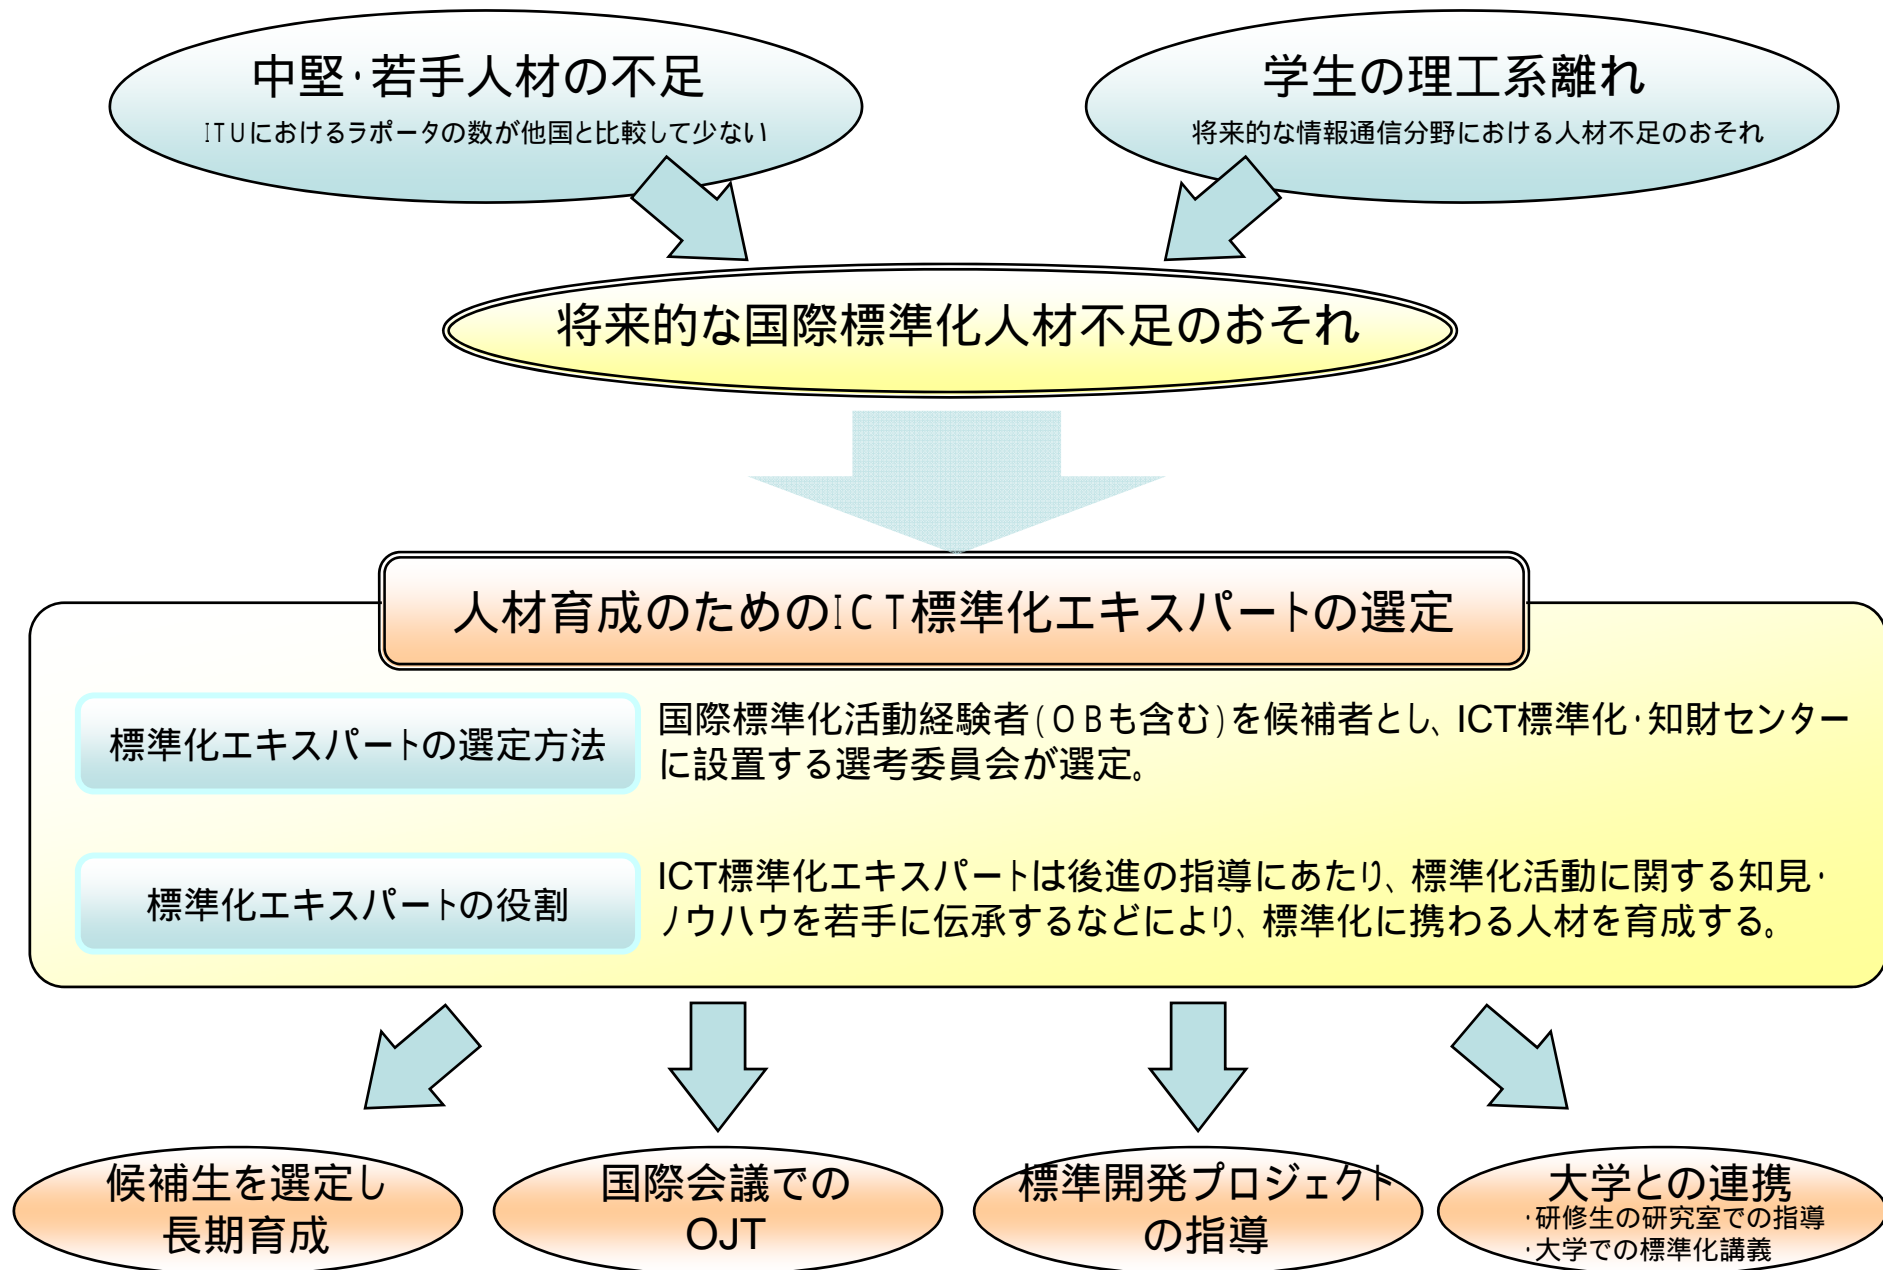 中堅・若手人材の不足
ITUにおけるラポータの数が他国と比較して少ない
学生の理工系離れ
将来的な情報通信分野における人材不足のおそれ
将来的な国際標準化人材不足のおそれ
人材育成のためのICT標準化エキスパートの選定
標準化エキスパートの選定方法
国際標準化活動経験者(OBも含む)を候補者とし、ICT標準化・知財センター
に設置する選考委員会が選定。
標準化エキスパートの役割
ICT標準化エキスパートは後進の指導にあたり、標準化活動に関する知見・
ノウハウを若手に伝承するなどにより、標準化に携わる人材を育成する。
候補生を選定し
長期育成
国際会議での
OJT
標準開発プロジェクト
の指導
大学との連携
・研修生の研究室での指導
・大学での標準化講義